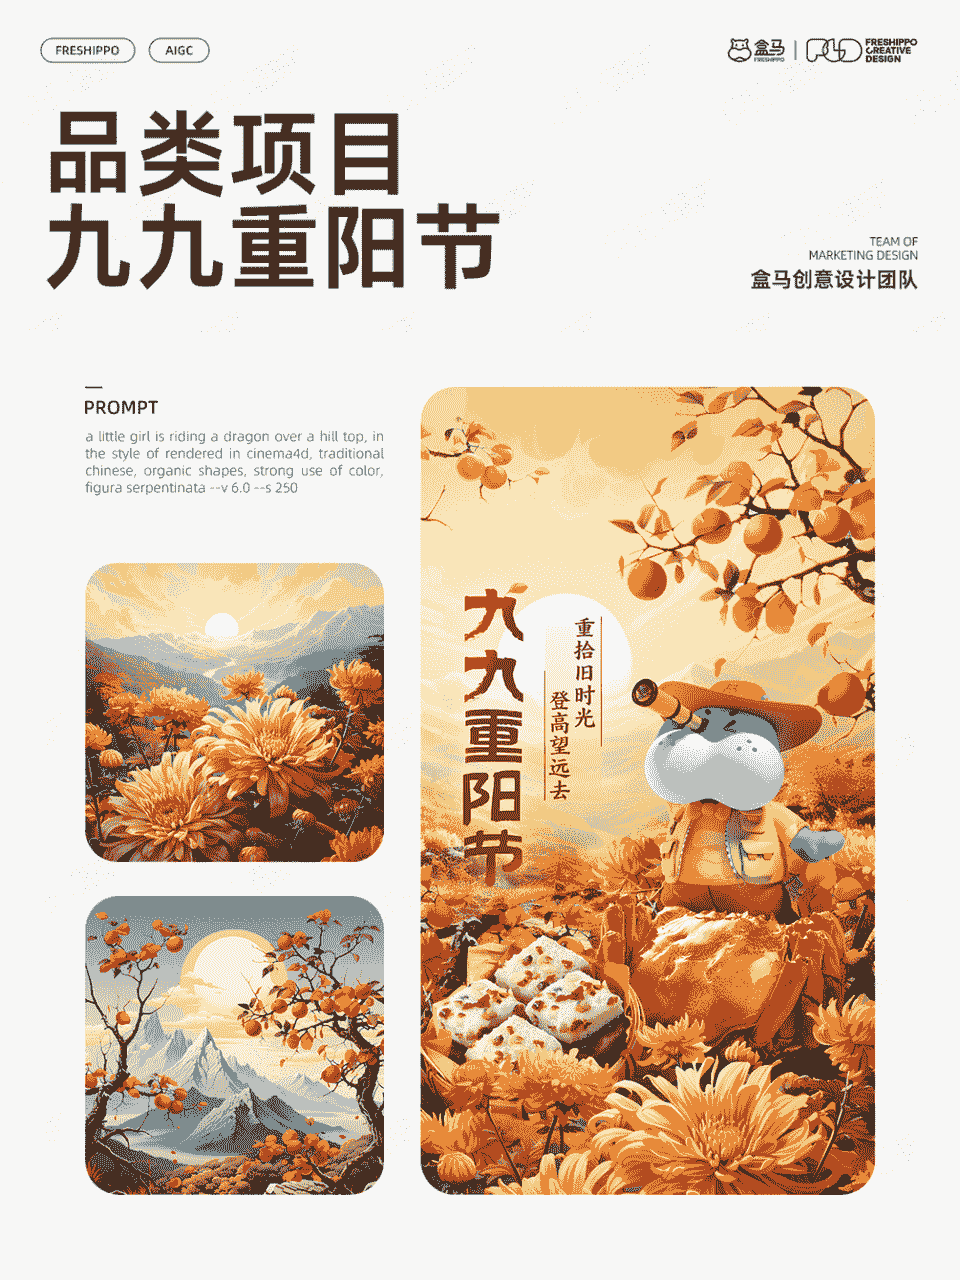 FRESHIPPO
AIGC
盒马
FRESHIPPO
FRESHIPPO
CREATIVE
DESIGN
品类项目
九九重阳节
TEAM OF
MARKETING DESIGN
盒马创意设计团队
PROMPT
a little girl is riding a dragon over a hill top, in
the style of rendered in cinema4d, traditional
chinese, organic shapes, strong use of color,
figura serpentinata --v 6.0 --s 250
九九重阳节
重拾旧时光
登高望远去